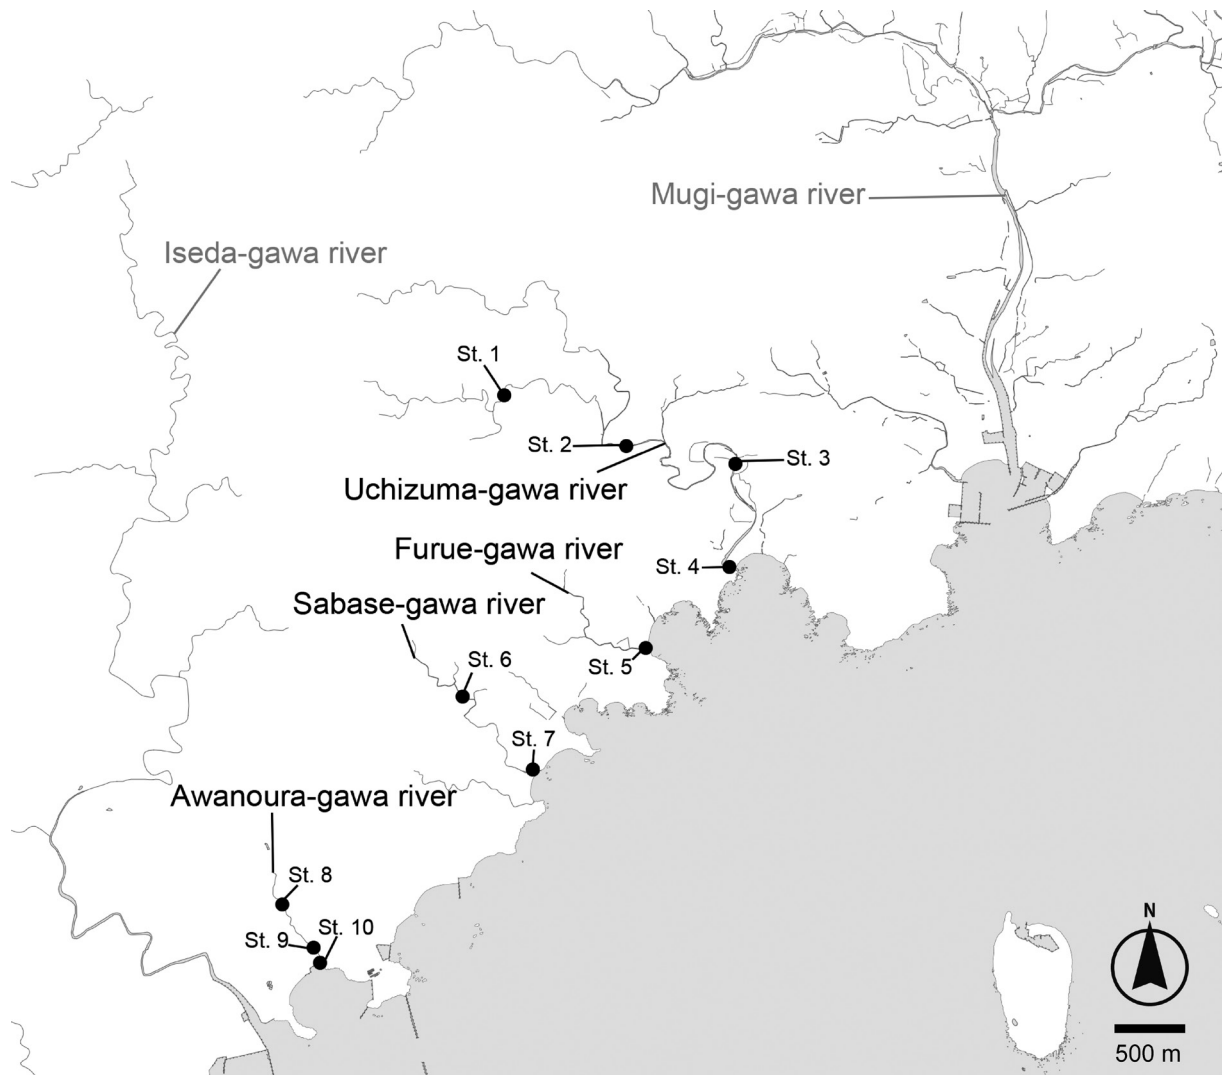 Mugi-gawa river
Iseda-gawa river
St. 1
St. 2
St. 3
Uchizuma-gawa river
Furue-gawa river
St. 4
Sabase-gawa river
St. 5
St. 6
St. 7
Awanoura-gawa river
St. 8
St. 9
St. 10
N
500 m